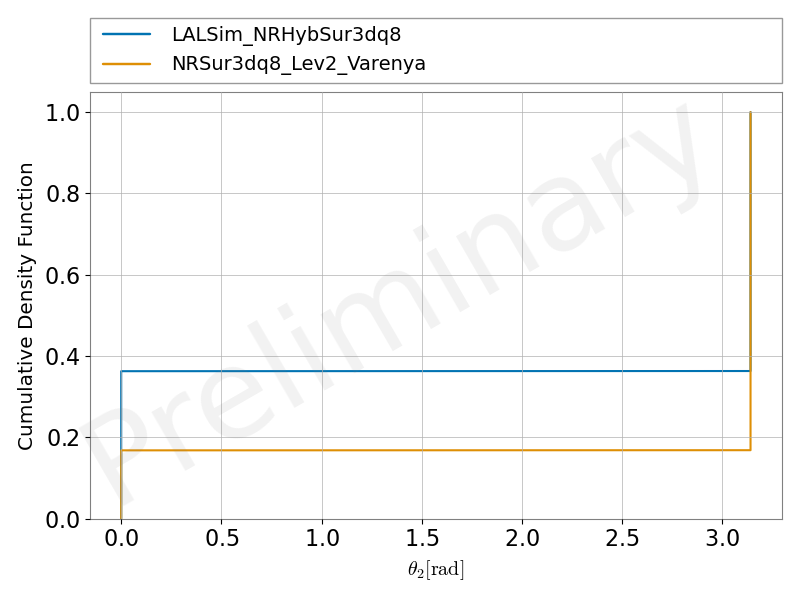 LALSim_NRHybSur3dq8
NRSur3dq8_Lev2_Varenya
1.0
0.8
0.6
0.4
0.2
0.0
Cumulative Density Function
Preliminary
0.0 0.5 1.0 1.5 2.0 2.5 3.0
θ₂[rad]